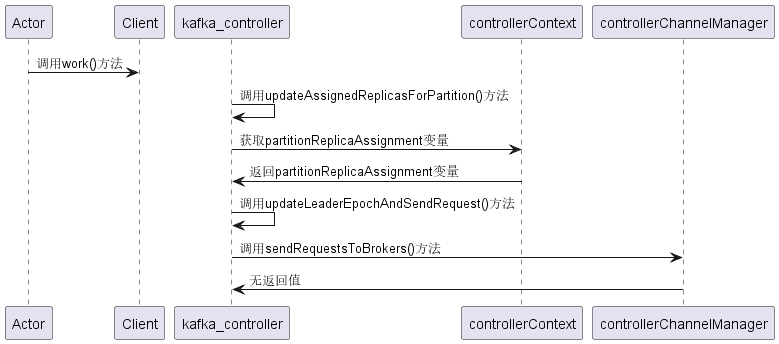 Actor
Client
kafka_controller
controllerContext
controllerChannelManager
调用work()方法
调用updateAssignedReplicasForPartition()方法
获取partitionReplicaAssignment变量
返回partitionReplicaAssignment变量
调用updateLeaderEpochAndSendRequest()方法
调用sendRequestsToBrokers()方法
无返回值
Actor
Client
kafka_controller
controllerContext
controllerChannelManager